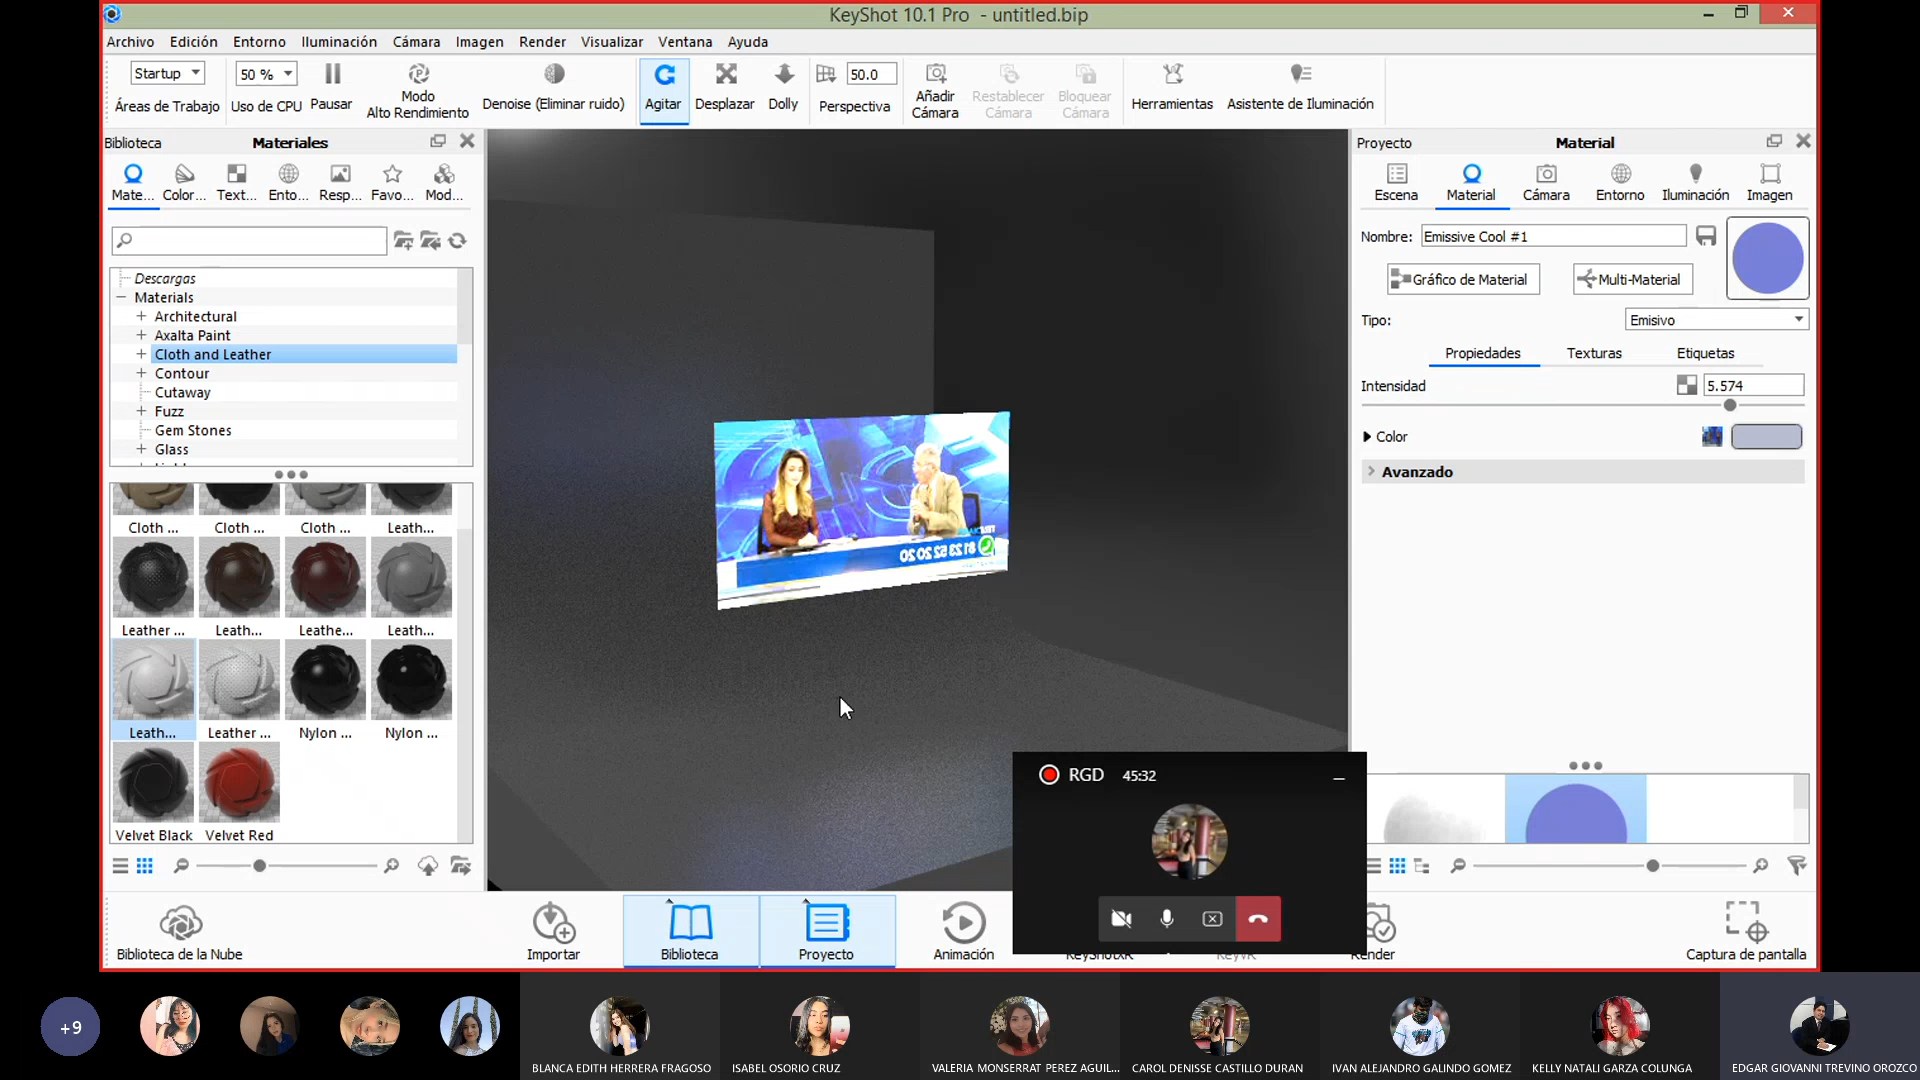 KeyShot 10.1 Pro - untitled.bip
Archivo Edición Entorno Iluminación Cámara Imagen Render Visualizar Ventana Ayuda
Startup 50 % 50.0
Áreas de Trabajo Uso de CPU Pausar Modo Alto Rendimiento Denoise (Eliminar ruido) Agitar Desplazar Dolly Perspectiva Añadir Cámara Restablecer Cámara Bloquear Cámara Herramientas Asistente de Iluminación
Biblioteca Materiales
Mate... Color... Text... Ento... Resp... Favo... Mod...
Descargas
Materials
Architectural
Axalta Paint
Cloth and Leather
Contour
Cutaway
Fuzz
Gem Stones
Glass
Cloth ... Cloth ... Cloth ... Leath...
Leather ... Leath... Leathe... Leath...
Leath... Leather ... Nylon ... Nylon ...
Velvet Black Velvet Red
81 23 52 20 20
Proyecto Material
Escena Material Cámara Entorno Iluminación Imagen
Nombre: Emissive Cool #1
Gráfico de Material Multi-Material
Tipo: Emisivo
Propiedades Texturas Etiquetas
Intensidad 5.574
Color
Avanzado
RGD 45:32
Biblioteca de la Nube Importar Biblioteca Proyecto Animación KeyShotXR KeyVR Render Captura de pantalla
+9
BLANCA EDITH HERRERA FRAGOSO
ISABEL OSORIO CRUZ
VALERIA MONSERRAT PEREZ AGUIL...
CAROL DENISSE CASTILLO DURAN
IVAN ALEJANDRO GALINDO GOMEZ
KELLY NATALI GARZA COLUNGA
EDGAR GIOVANNI TREVINO OROZCO